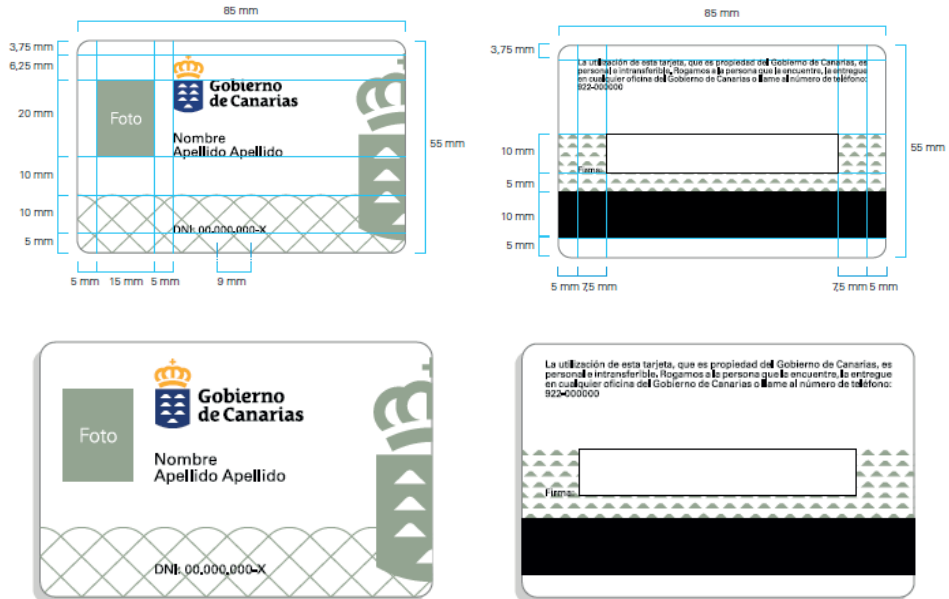 85 mm
3,75 mm
6,25 mm
20 mm
10 mm
10 mm
5 mm
55 mm
Foto
Gobierno
de Canarias
Nombre
Apellido Apellido
DNI: 00.000.000-X
5 mm 15 mm 5 mm 9 mm
85 mm
3,75 mm
La utilización de esta tarjeta, que es propiedad del Gobierno de Canarias, es
personal e intransferible. Rogamos a la persona que la encuentre, la entregue
en cualquier oficina del Gobierno de Canarias o llame al número de teléfono:
922-000000
10 mm
5 mm
10 mm
5 mm
55 mm
Firma:
5 mm 7,5 mm 7,5 mm 5 mm
Foto
Gobierno
de Canarias
Nombre
Apellido Apellido
DNI: 00.000.000-X
La utilización de esta tarjeta, que es propiedad del Gobierno de Canarias, es
personal e intransferible. Rogamos a la persona que la encuentre, la entregue
en cualquier oficina del Gobierno de Canarias o llame al número de teléfono:
922-000000
Firma: